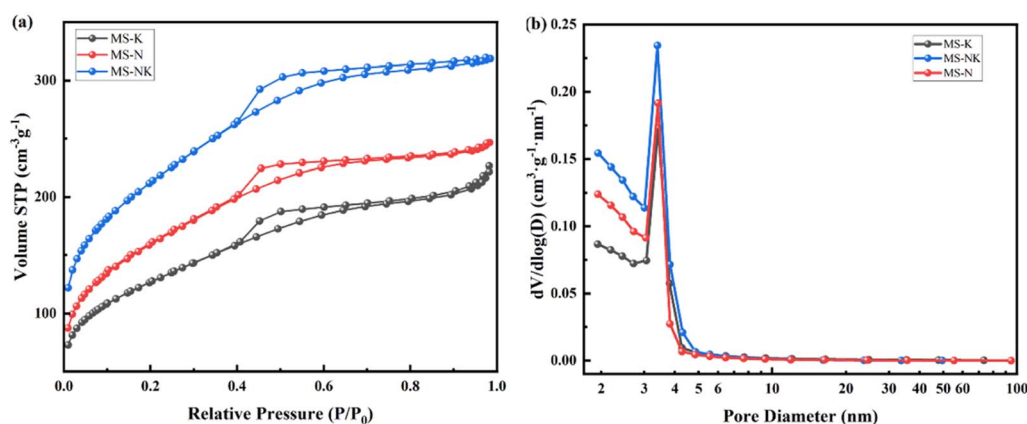 (a)
MS-K
MS-N
MS-NK
300
200
100
Volume STP (cm⁻³g⁻¹)
0.0 0.2 0.4 0.6 0.8 1.0
Relative Pressure (P/P₀)
(b)
MS-K
MS-NK
MS-N
0.25
0.20
0.15
0.10
0.05
0.00
dV/dlog(D) (cm³·g⁻¹·nm⁻¹)
2 3 4 5 6 10 20 30 40 50 60 100
Pore Diameter (nm)